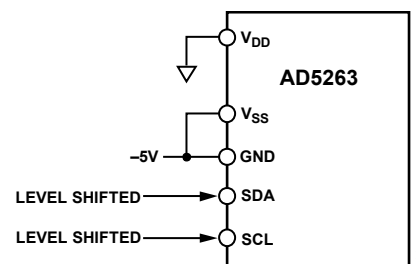 V_DD
AD5263
V_SS
–5V
GND
LEVEL SHIFTED
SDA
LEVEL SHIFTED
SCL